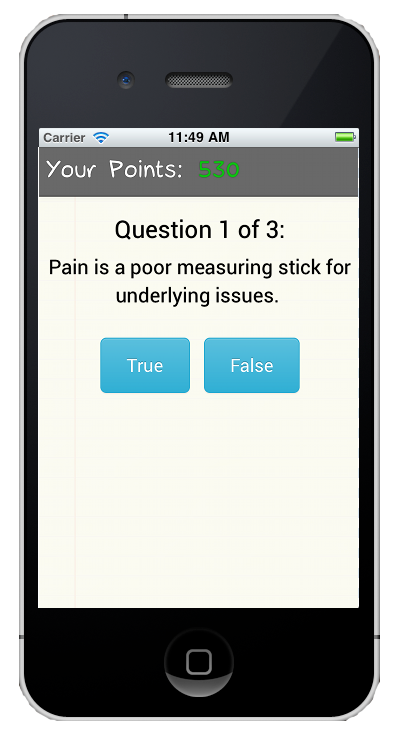 Carrier 11:49 AM
Your Points: 530
Question 1 of 3:
Pain is a poor measuring stick for
underlying issues.
True False